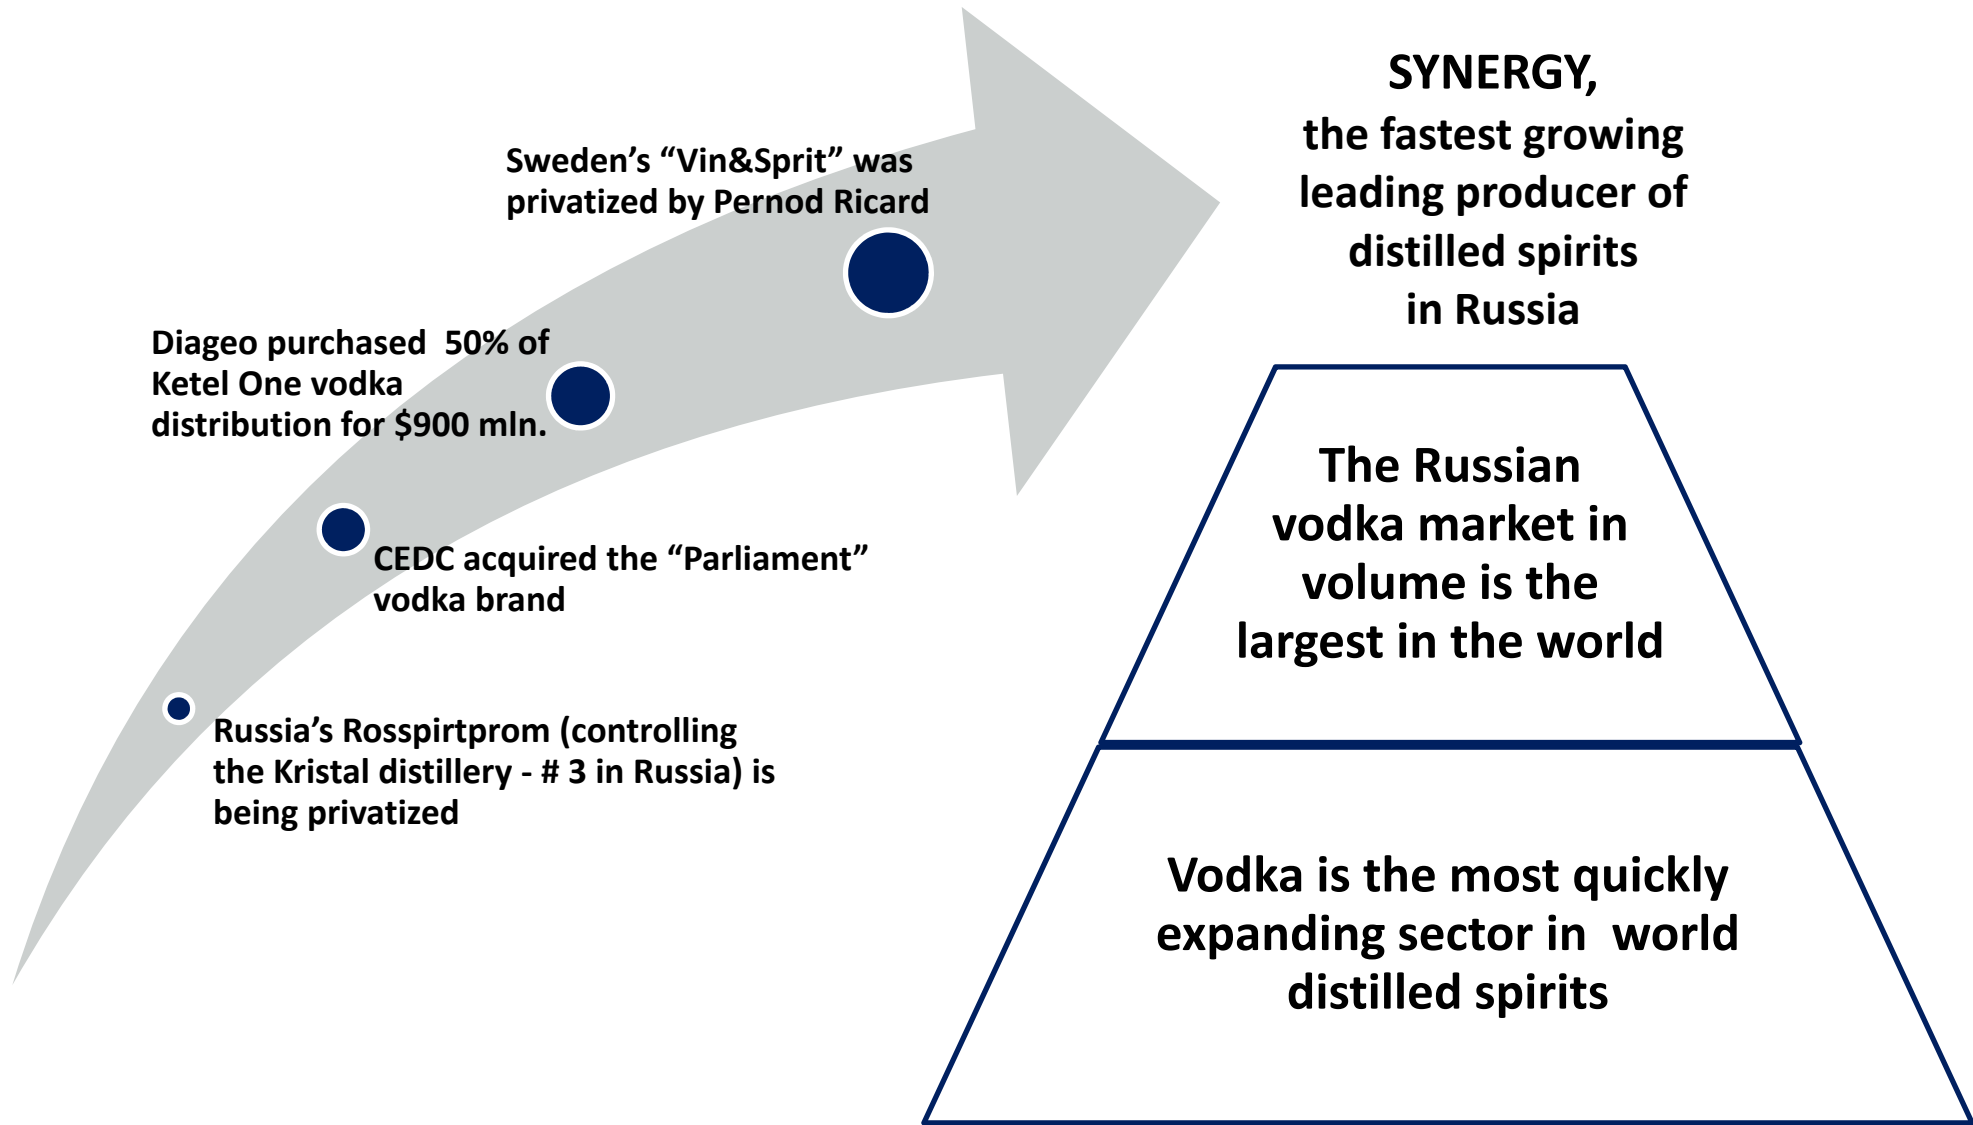 Sweden’s “Vin&Sprit” was
privatized by Pernod Ricard
Diageo purchased  50% of
Ketel One vodka
distribution for $900 mln.
CEDC acquired the “Parliament”
vodka brand
Russia’s Rosspirtprom (controlling
the Kristal distillery - # 3 in Russia) is
being privatized
SYNERGY,
the fastest growing
leading producer of
distilled spirits
in Russia
The Russian
vodka market in
volume is the
largest in the world
Vodka is the most quickly
expanding sector in  world
distilled spirits